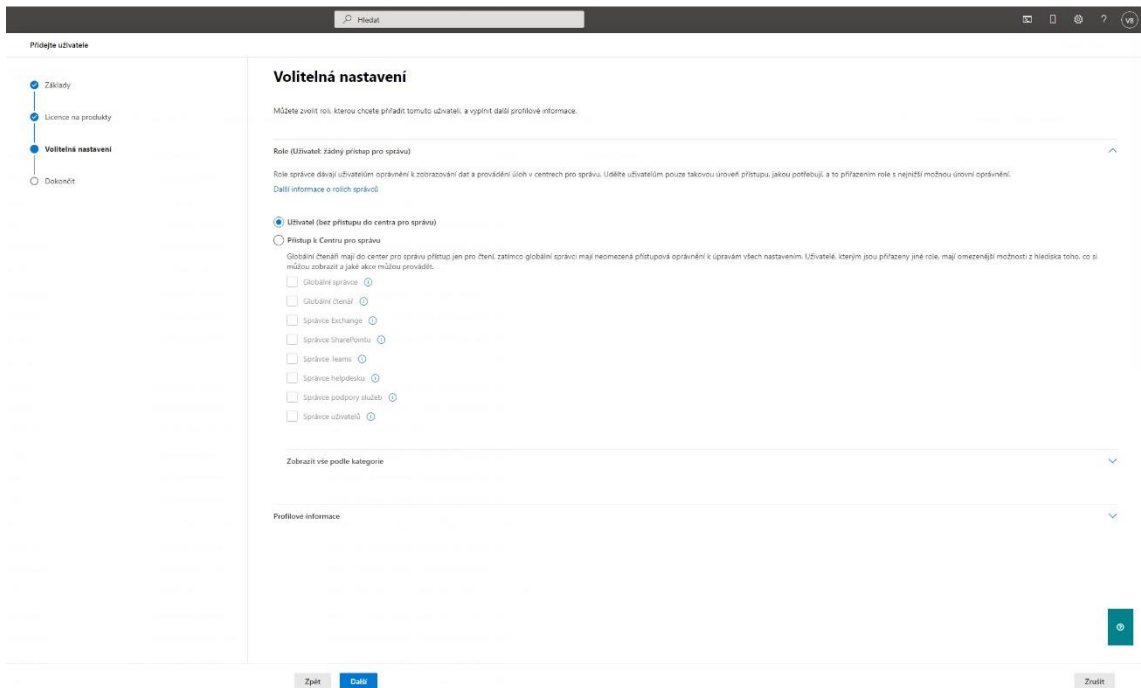 Hledat
VB
Přidejte uživatele
Základy
Licence na produkty
Volitelná nastavení
Dokončit
Volitelná nastavení
Můžete zvolit roli, kterou chcete přiřadit tomuto uživateli, a vyplnit další profilové informace.
Role (Uživatel: žádný přístup pro správu)
Role správce dávají uživatelům oprávnění k zobrazování dat a provádění úloh v centrech pro správu. Udělte uživatelům pouze takovou úroveň přístupu, jakou potřebují, a to přiřazením role s nejnižší možnou úrovní oprávnění.
Další informace o rolích správců
Uživatel (bez přístupu do centra pro správu)
Přístup k Centru pro správu
Globální čtenáři mají do center pro správu přístup jen pro čtení, zatímco globální správci mají neomezená přístupová oprávnění k úpravám všech nastavením. Uživatelé, kterým jsou přiřazeny jiné role, mají omezenější možnosti z hlediska toho, co si
můžou zobrazit a jaké akce můžou provádět.
Globální správce
Globální čtenář
Správce Exchange
Správce SharePointu
Správce Teams
Správce helpdesku
Správce podpory služeb
Správce uživatelů
Zobrazit vše podle kategorie
Profilové informace
Zpět
Další
Zrušit